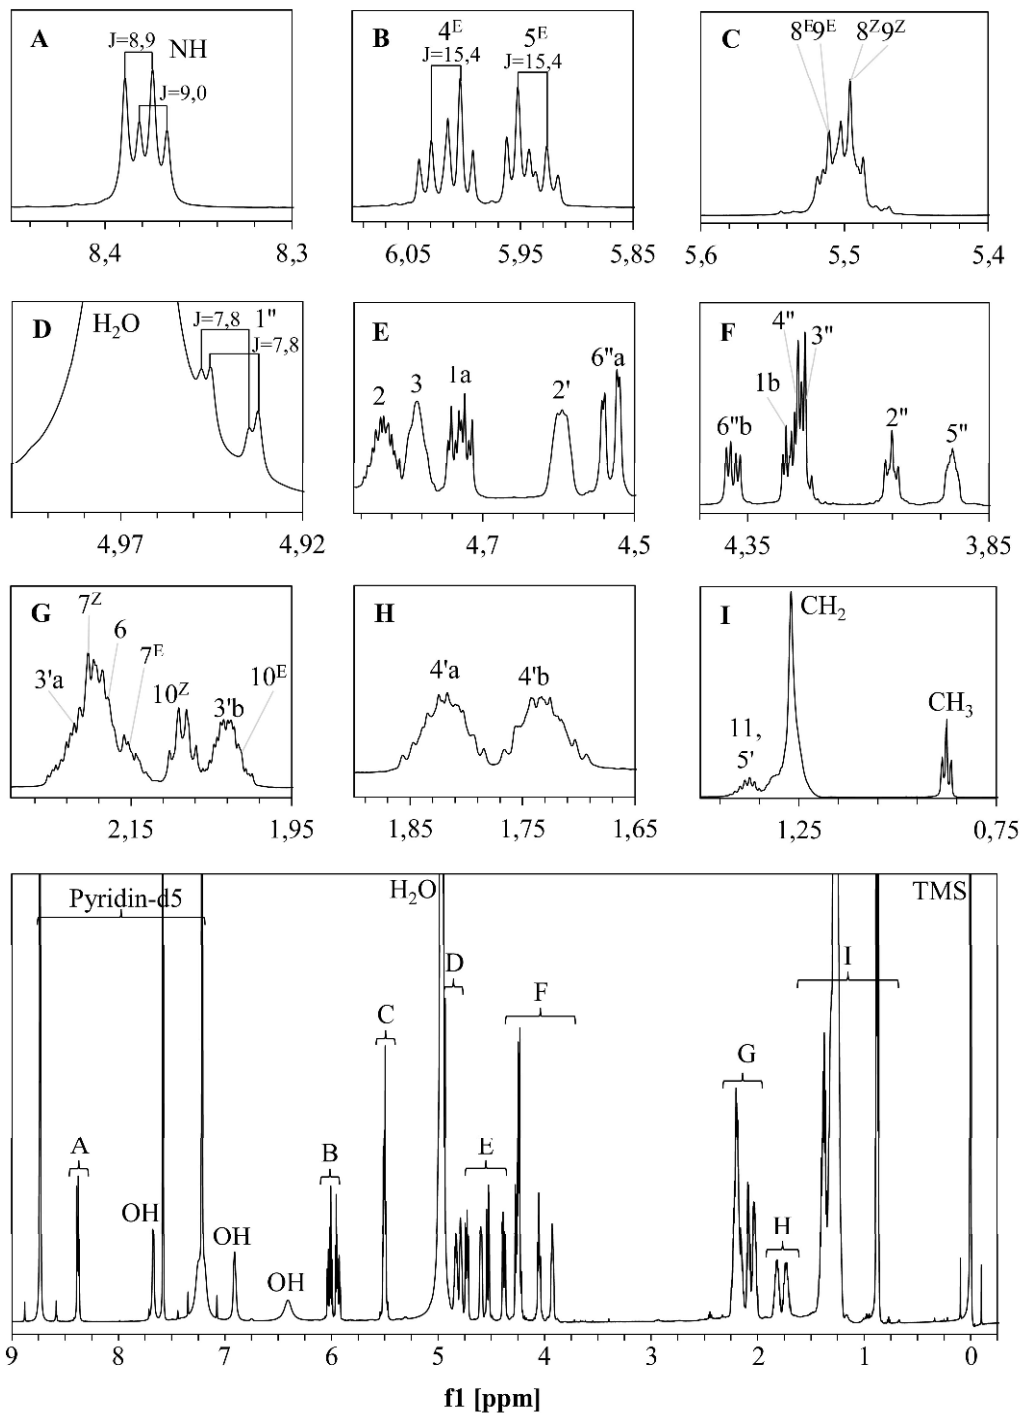 A
J=8,9
NH
J=9,0
8,4
8,3
B
4ᴱ
5ᴱ
J=15,4
J=15,4
6,05
5,95
5,85
C
8ᴱ9ᴱ
8ᶻ9ᶻ
5,6
5,5
5,4
D
H₂O
J=7,8
1"
J=7,8
4,97
4,92
E
2
3
1a
2'
6"a
4,7
4,5
F
4"
3"
1b
6"b
2"
5"
4,35
3,85
G
7ᶻ
6
7ᴱ
3'a
10ᶻ
3'b
10ᴱ
2,15
1,95
H
4'a
4'b
1,85
1,75
1,65
I
CH₂
11,
5'
CH₃
1,25
0,75
Pyridin-d5
H₂O
TMS
A
OH
OH
OH
B
C
D
E
F
G
H
I
9 8 7 6 5 4 3 2 1 0
f1 [ppm]